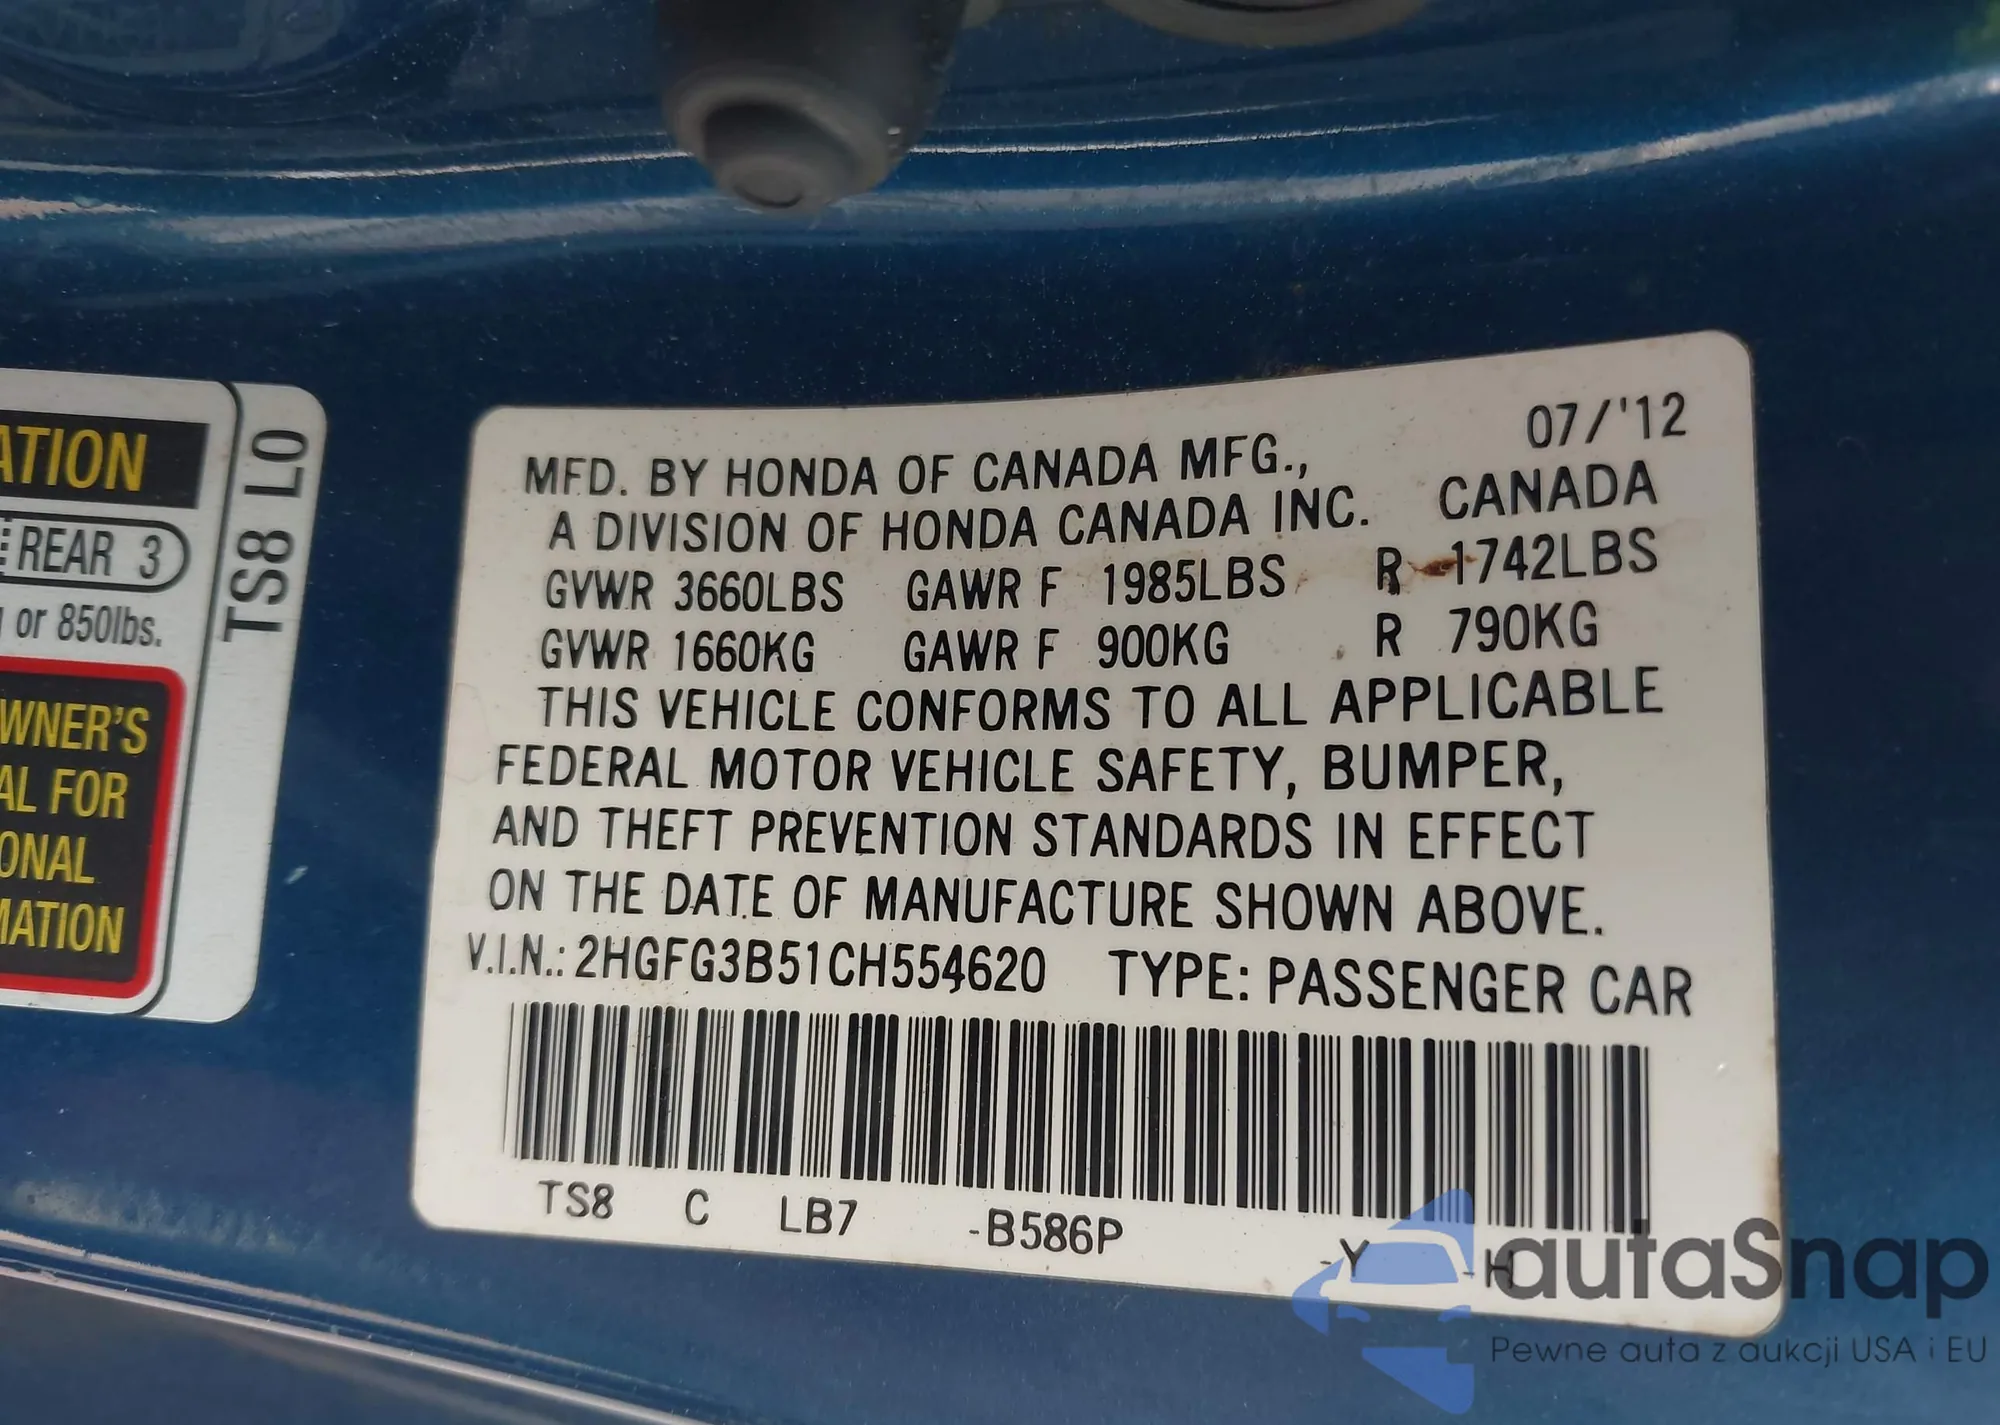 ATION
REAR 3
or 850lbs.
WNER'S
AL FOR
ONAL
MATION
TS8 L0
07/'12
MFD. BY HONDA OF CANADA MFG.,
A DIVISION OF HONDA CANADA INC. CANADA
GVWR 3660LBS GAWR F 1985LBS R 1742LBS
GVWR 1660KG GAWR F 900KG R 790KG
THIS VEHICLE CONFORMS TO ALL APPLICABLE
FEDERAL MOTOR VEHICLE SAFETY, BUMPER,
AND THEFT PREVENTION STANDARDS IN EFFECT
ON THE DATE OF MANUFACTURE SHOWN ABOVE.
V.I.N.: 2HGFG3B51CH554620 TYPE: PASSENGER CAR
TS8 C LB7 -B586P -Y -H
autaSnap
Pewne auta z aukcji USA i EU